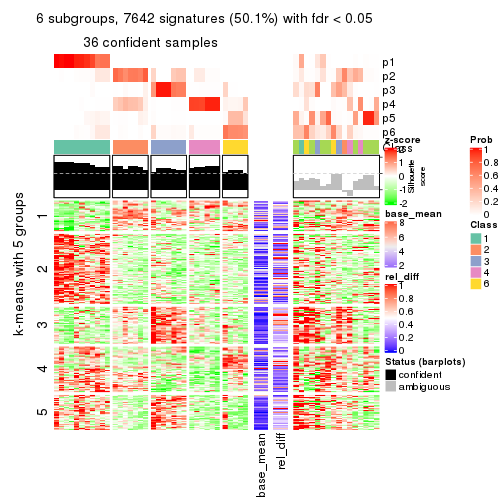 6 subgroups, 7642 signatures (50.1%) with fdr < 0.05
36 confident samples
p1
p2
p3
p4
p5
p6
Class
Silhouette
score
k-means with 5 groups
1
2
3
4
5
base_mean
rel_diff
z-score
2
1
0
-1
-2
base_mean
8
6
4
2
rel_diff
1
0.8
0.6
0.4
0.2
0
Status (barplots)
confident
ambiguous
Prob
1
0.8
0.6
0.4
0.2
0
Class
1
2
3
4
6